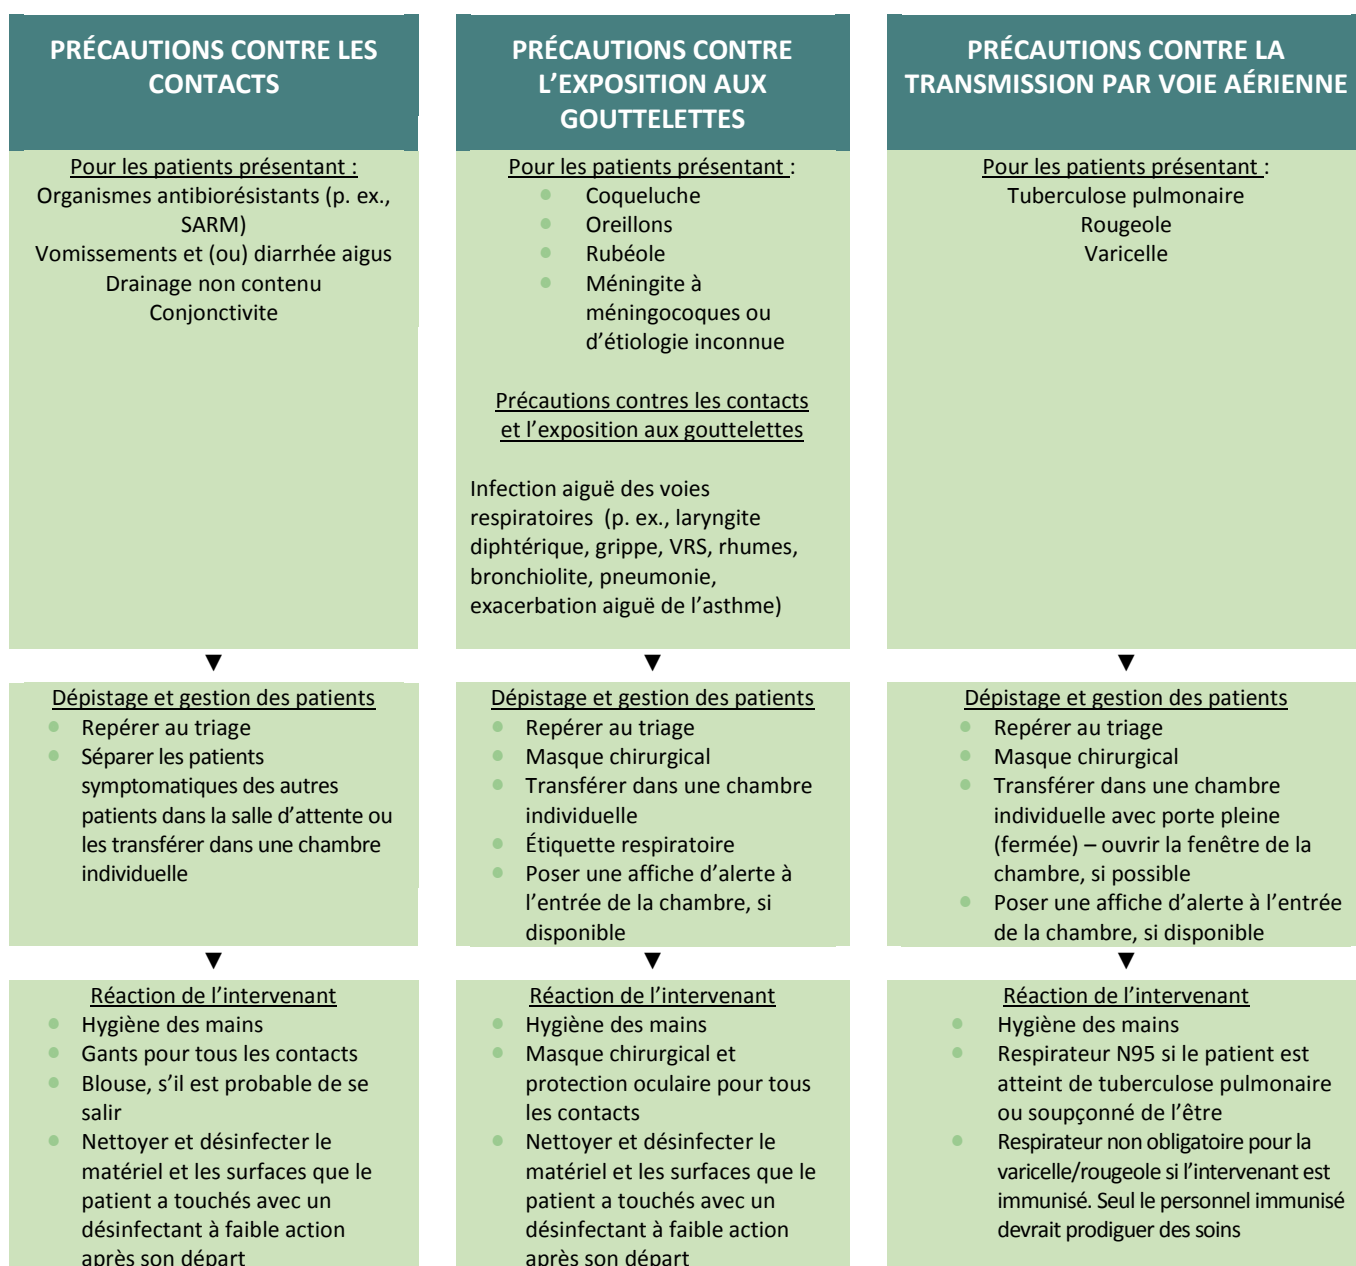 PRÉCAUTIONS CONTRE LES
CONTACTS
Pour les patients présentant :
Organismes antibiorésistants (p. ex.,
SARM)
Vomissements et (ou) diarrhée aigus
Drainage non contenu
Conjonctivite
▼
Dépistage et gestion des patients
Repérer au triage
Séparer les patients
symptomatiques des autres
patients dans la salle d’attente ou
les transférer dans une chambre
individuelle
▼
Réaction de l’intervenant
Hygiène des mains
Gants pour tous les contacts
Blouse, s’il est probable de se
salir
Nettoyer et désinfecter le
matériel et les surfaces que le
patient a touchés avec un
désinfectant à faible action
après son départ
PRÉCAUTIONS CONTRE
L’EXPOSITION AUX
GOUTTELETTES
Pour les patients présentant :
Coqueluche
Oreillons
Rubéole
Méningite à
méningocoques ou
d’étiologie inconnue
Précautions contres les contacts
et l’exposition aux gouttelettes
Infection aiguë des voies
respiratoires (p. ex., laryngite
diphtérique, grippe, VRS, rhumes,
bronchiolite, pneumonie,
exacerbation aiguë de l’asthme)
▼
Dépistage et gestion des patients
Repérer au triage
Masque chirurgical
Transférer dans une chambre
individuelle
Étiquette respiratoire
Poser une affiche d’alerte à
l’entrée de la chambre, si
disponible
▼
Réaction de l’intervenant
Hygiène des mains
Masque chirurgical et
protection oculaire pour tous
les contacts
Nettoyer et désinfecter le
matériel et les surfaces que le
patient a touchés avec un
désinfectant à faible action
après son départ
PRÉCAUTIONS CONTRE LA
TRANSMISSION PAR VOIE AÉRIENNE
Pour les patients présentant :
Tuberculose pulmonaire
Rougeole
Varicelle
▼
Dépistage et gestion des patients
Repérer au triage
Masque chirurgical
Transférer dans une chambre
individuelle avec porte pleine
(fermée) – ouvrir la fenêtre de la
chambre, si possible
Poser une affiche d’alerte à l’entrée
de la chambre, si disponible
▼
Réaction de l’intervenant
Hygiène des mains
Respirateur N95 si le patient est
atteint de tuberculose pulmonaire
ou soupçonné de l’être
Respirateur non obligatoire pour la
varicelle/rougeole si l’intervenant est
immunisé. Seul le personnel immunisé
devrait prodiguer des soins